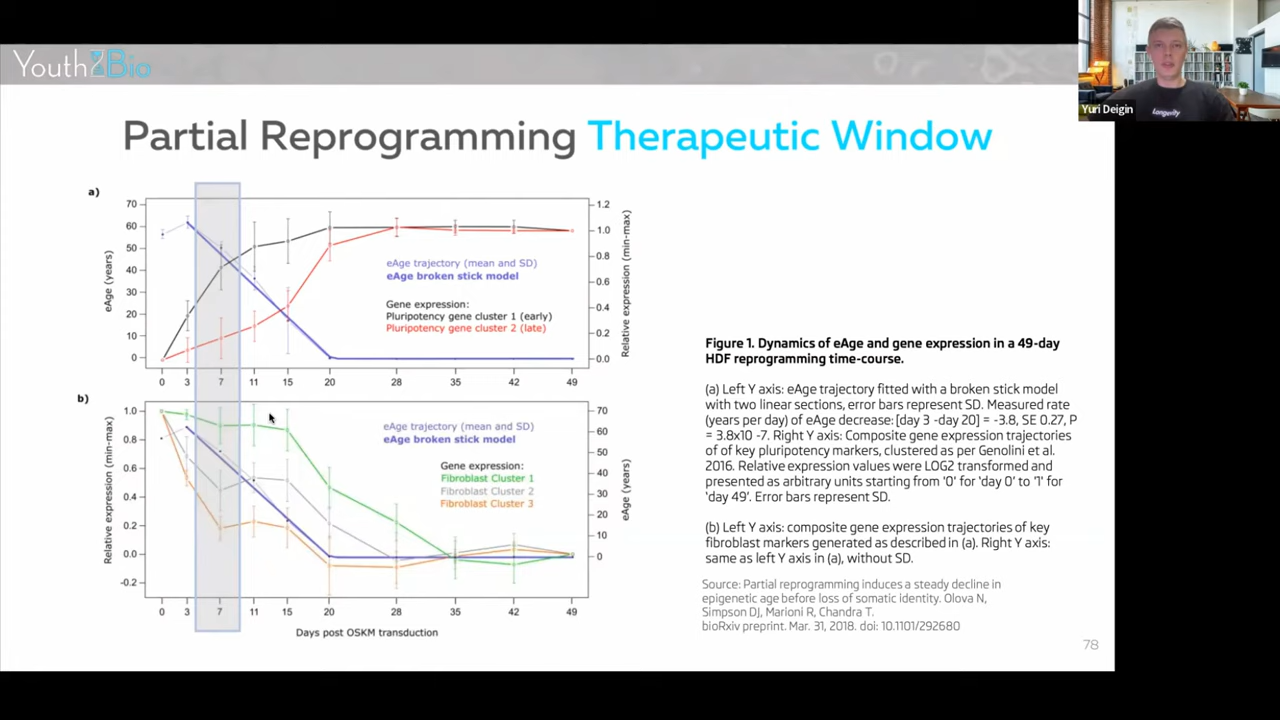 Youth Bio
Yuri Deigin
Longevity
Partial Reprogramming Therapeutic Window
a)
70
60
50
40
30
20
10
0
eAge (years)
1.2
1.0
0.8
0.6
0.4
0.2
0.0
Relative expression (min-max)
eAge trajectory (mean and SD)
eAge broken stick model
Gene expression:
Pluripotency gene cluster 1 (early)
Pluripotency gene cluster 2 (late)
0 3 7 11 15 20 28 35 42 49
b)
1.0
0.8
0.6
0.4
0.2
0.0
-0.2
Relative expression (min-max)
70
60
50
40
30
20
10
0
eAge (years)
eAge trajectory (mean and SD)
eAge broken stick model
Gene expression:
Fibroblast Cluster 1
Fibroblast Cluster 2
Fibroblast Cluster 3
0 3 7 11 15 20 28 35 42 49
Days post OSKM transduction
Figure 1. Dynamics of eAge and gene expression in a 49-day
HDF reprogramming time-course.
(a) Left Y axis: eAge trajectory fitted with a broken stick model
with two linear sections, error bars represent SD. Measured rate
(years per day) of eAge decrease: [day 3 -day 20] = -3.8, SE 0.27, P
= 3.8x10 -7. Right Y axis: Composite gene expression trajectories
of of key pluripotency markers, clustered as per Genolini et al.
2016. Relative expression values were LOG2 transformed and
presented as arbitrary units starting from '0' for 'day 0' to '1' for
'day 49'. Error bars represent SD.
(b) Left Y axis: composite gene expression trajectories of key
fibroblast markers generated as described in (a). Right Y axis:
same as left Y axis in (a), without SD.
Source: Partial reprogramming induces a steady decline in
epigenetic age before loss of somatic identity. Olova N,
Simpson DJ, Marioni R, Chandra T.
bioRxiv preprint. Mar. 31, 2018. doi: 10.1101/292680
78